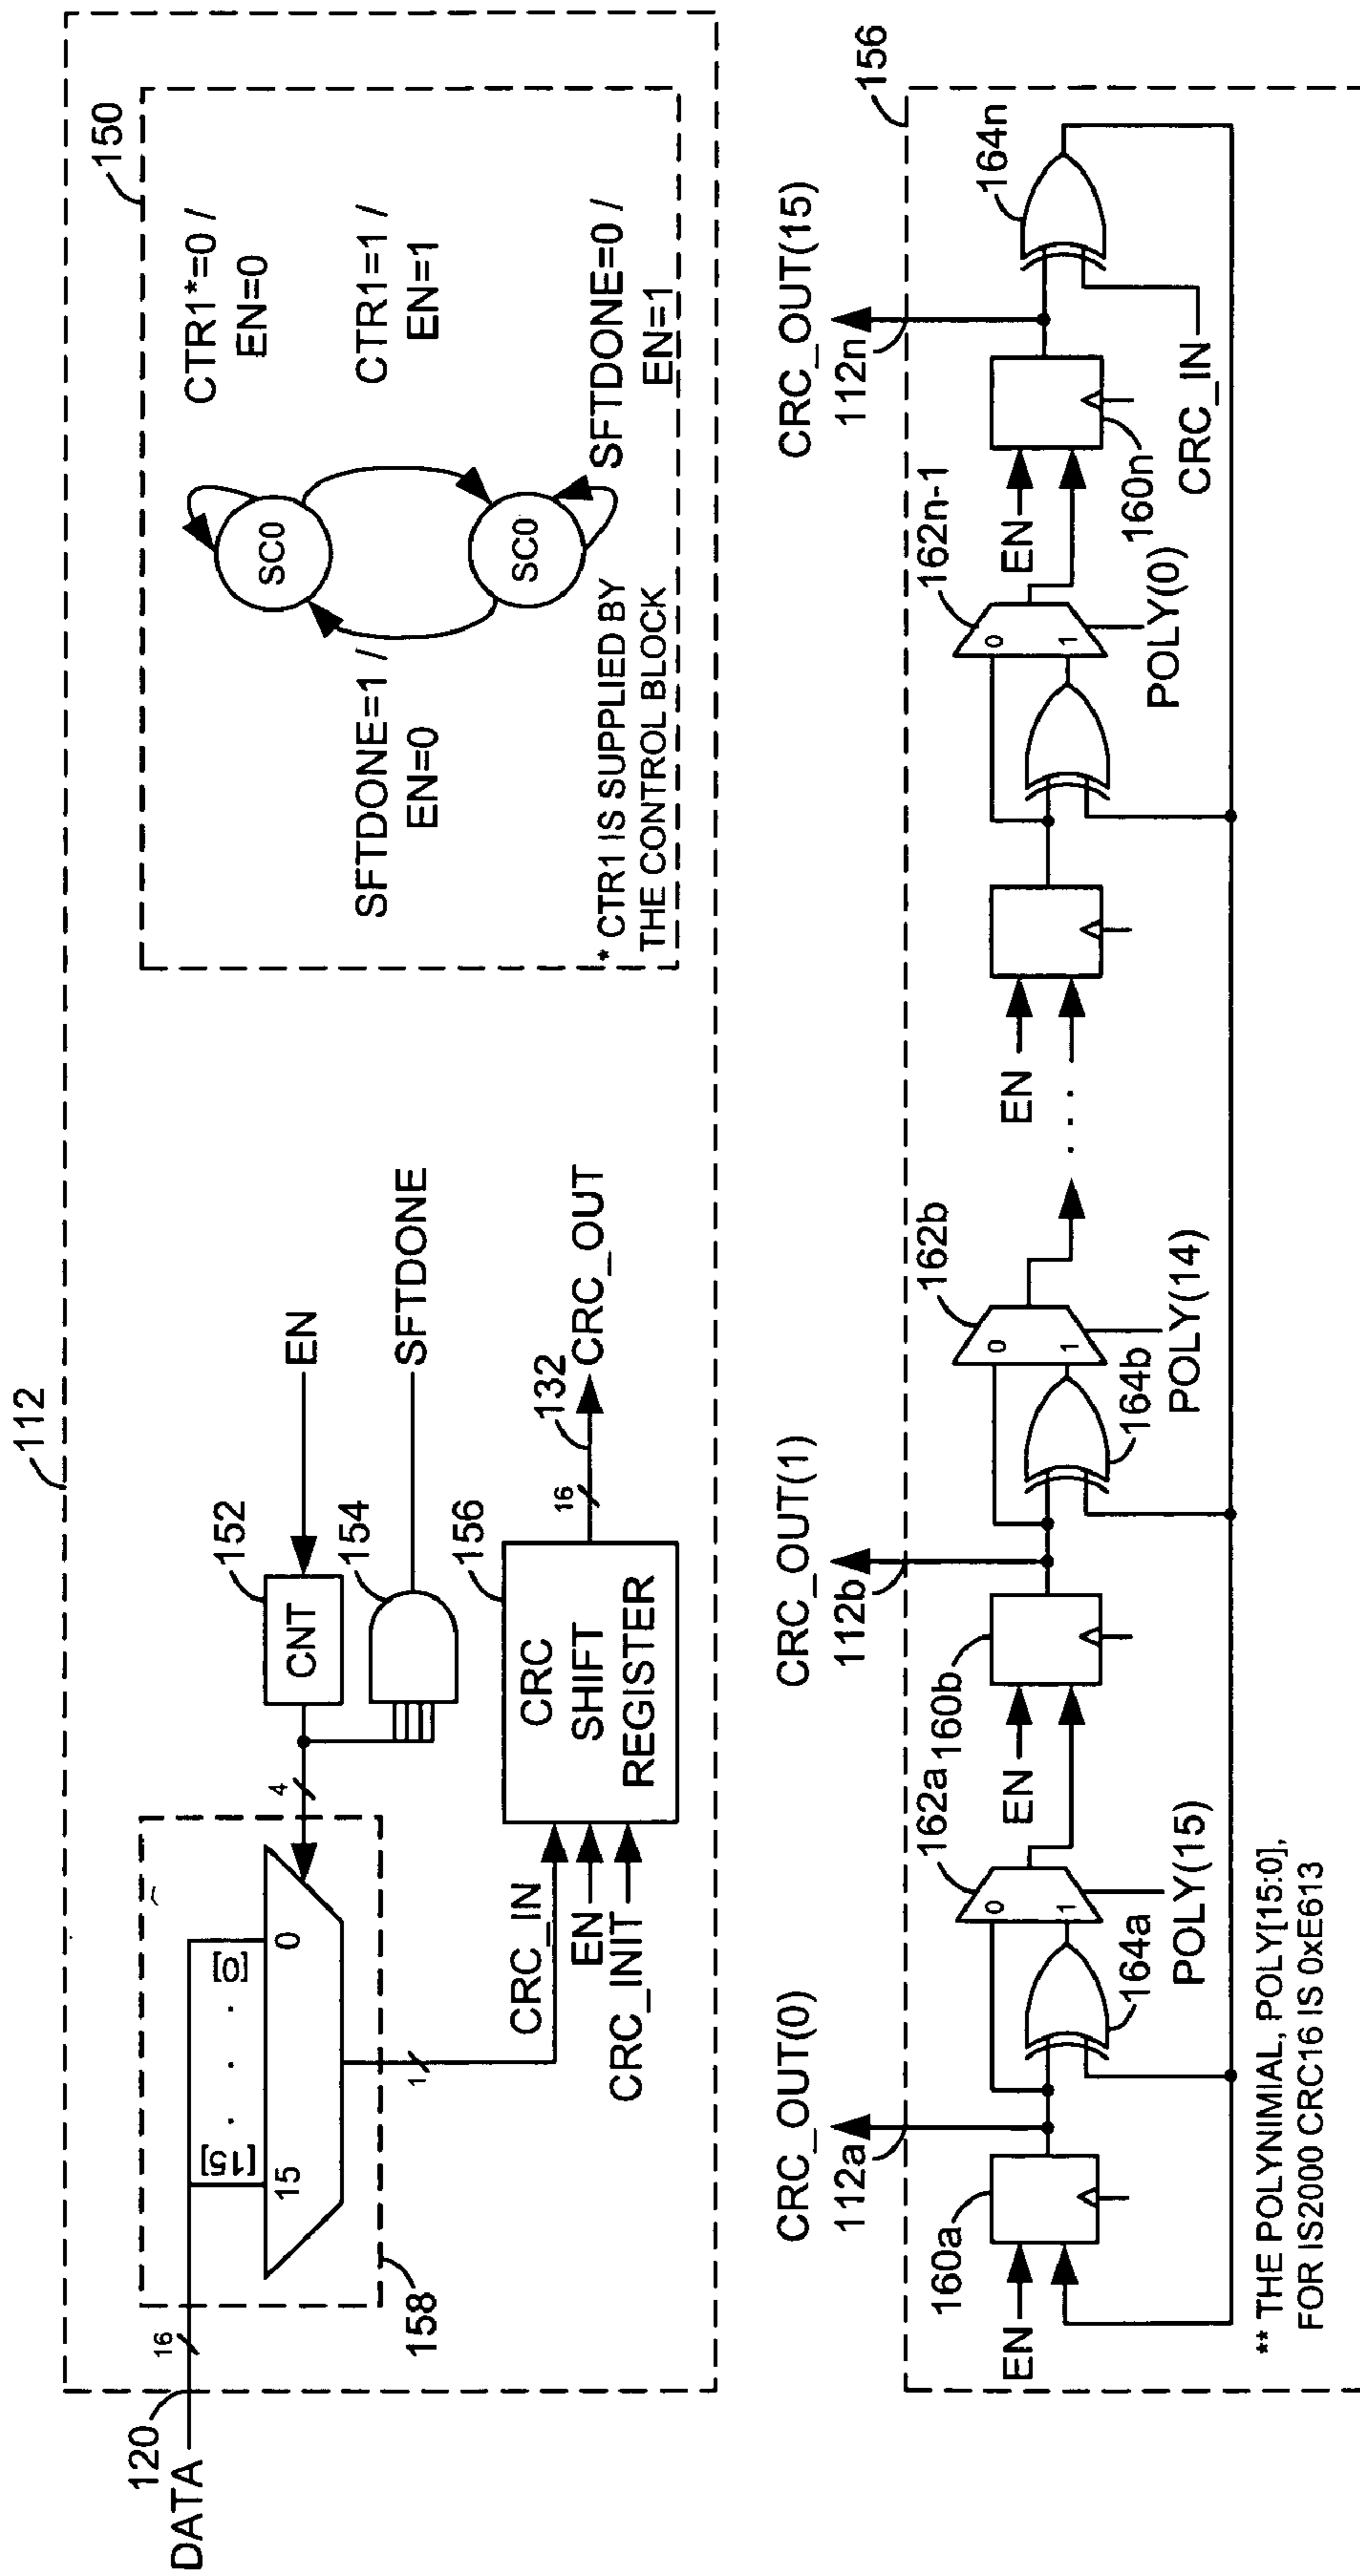 112
120
DATA
16
158
[15] . . . [0]
15
0
4
1
152
CNT
EN
154
SFTDONE
156
CRC_IN
EN
CRC_INIT
CRC
SHIFT
REGISTER
16
132
CRC_OUT
150
CTR1*=0 /
EN=0
CTR1=1 /
EN=1
SC0
SC0
SFTDONE=1 /
EN=0
SFTDONE=0 /
EN=1
* CTR1 IS SUPPLIED BY
THE CONTROL BLOCK
156
CRC_OUT(0)
112a
160a
EN
162a
0
1
164a
POLY(15)
CRC_OUT(1)
112b
160b
EN
162b
0
1
164b
POLY(14)
. . .
EN
162n-1
0
1
POLY(0)
EN
160n
CRC_OUT(15)
112n
164n
CRC_IN
** THE POLYNIMIAL, POLY[15:0],
FOR IS2000 CRC16 IS 0xE613